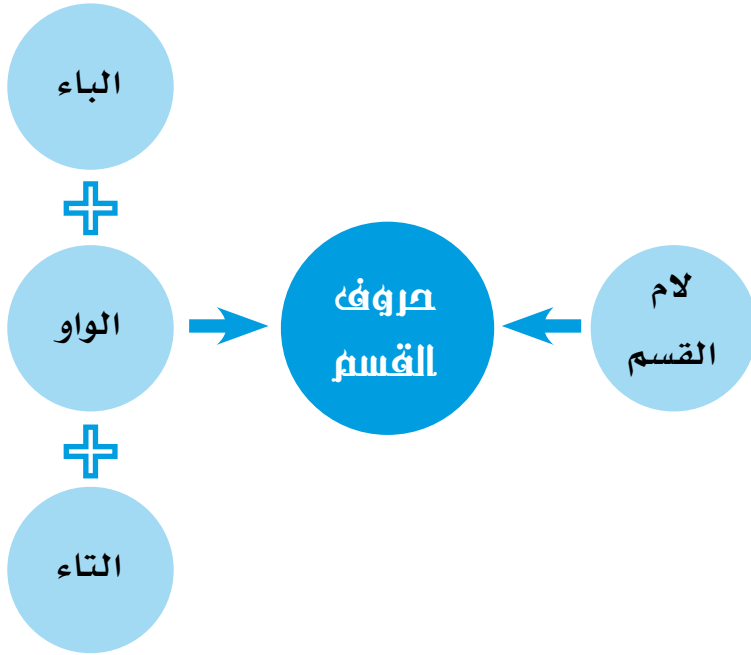 الباء
لام
القسم
حروف
القسم
الواو
التاء